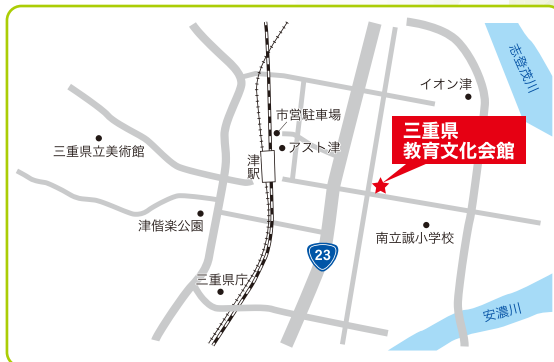 志登茂川
イオン津
市営駐車場
三重県
教育文化会館
アスト津
三重県立美術館
津駅
津偕楽公園
南立誠小学校
23
三重県庁
安濃川